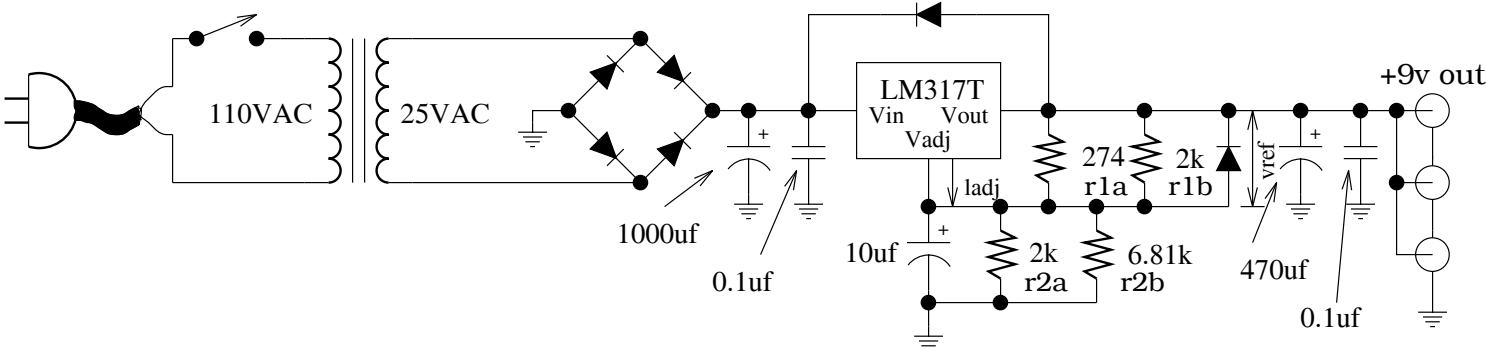 110VAC
25VAC
1000uf
+
0.1uf
LM317T
Vin
Vout
Vadj
Iadj
10uf
+
274
r1a
2k
r1b
2k
r2a
6.81k
r2b
vref
+
470uf
0.1uf
+9v out